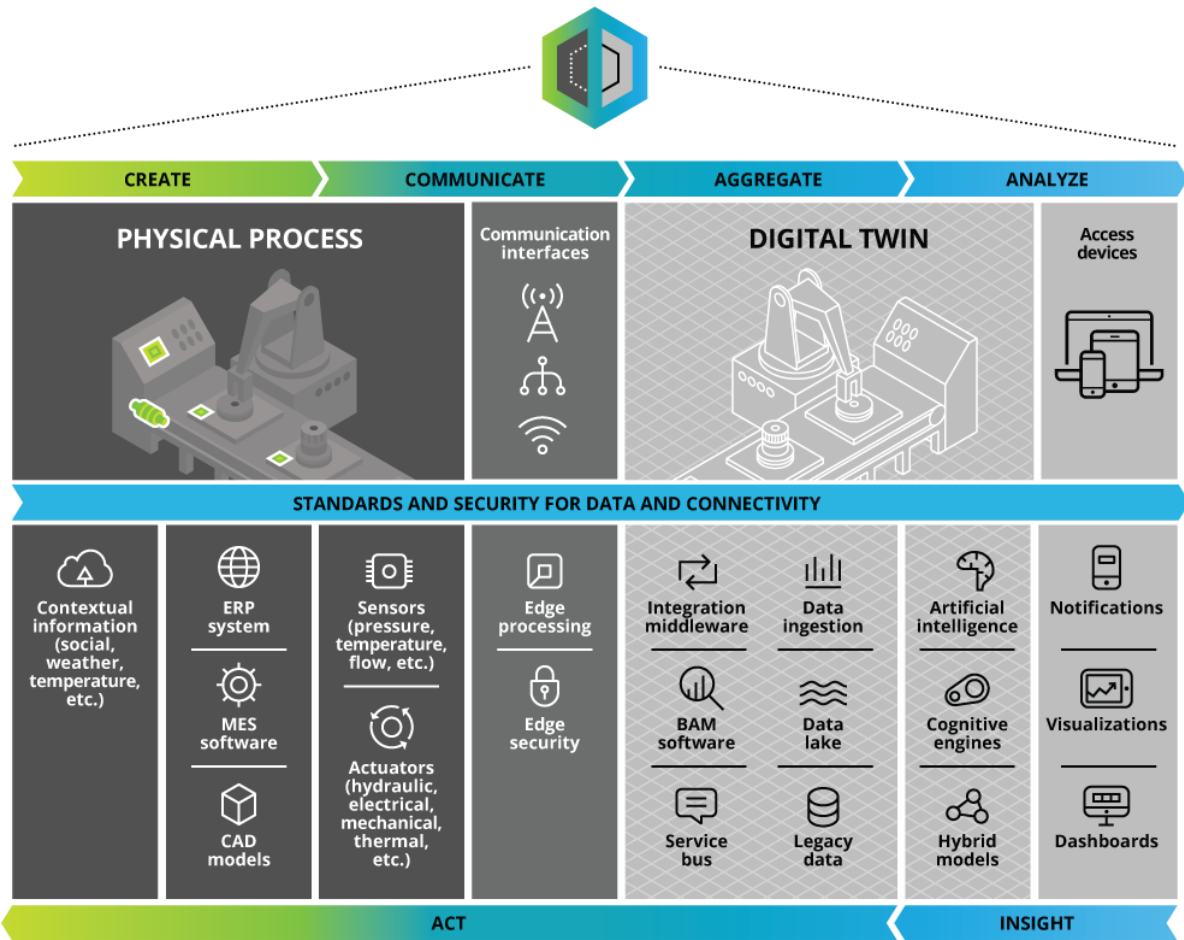 CREATE
COMMUNICATE
AGGREGATE
ANALYZE
PHYSICAL PROCESS
Communication
interfaces
DIGITAL TWIN
Access
devices
STANDARDS AND SECURITY FOR DATA AND CONNECTIVITY
Contextual
information
(social,
weather,
temperature,
etc.)
ERP
system
MES
software
CAD
models
Sensors
(pressure,
temperature,
flow, etc.)
Actuators
(hydraulic,
electrical,
mechanical,
thermal,
etc.)
Edge
processing
Edge
security
Integration
middleware
BAM
software
Service
bus
Data
ingestion
Data
lake
Legacy
data
Artificial
intelligence
Cognitive
engines
Hybrid
models
Notifications
Visualizations
Dashboards
ACT
INSIGHT